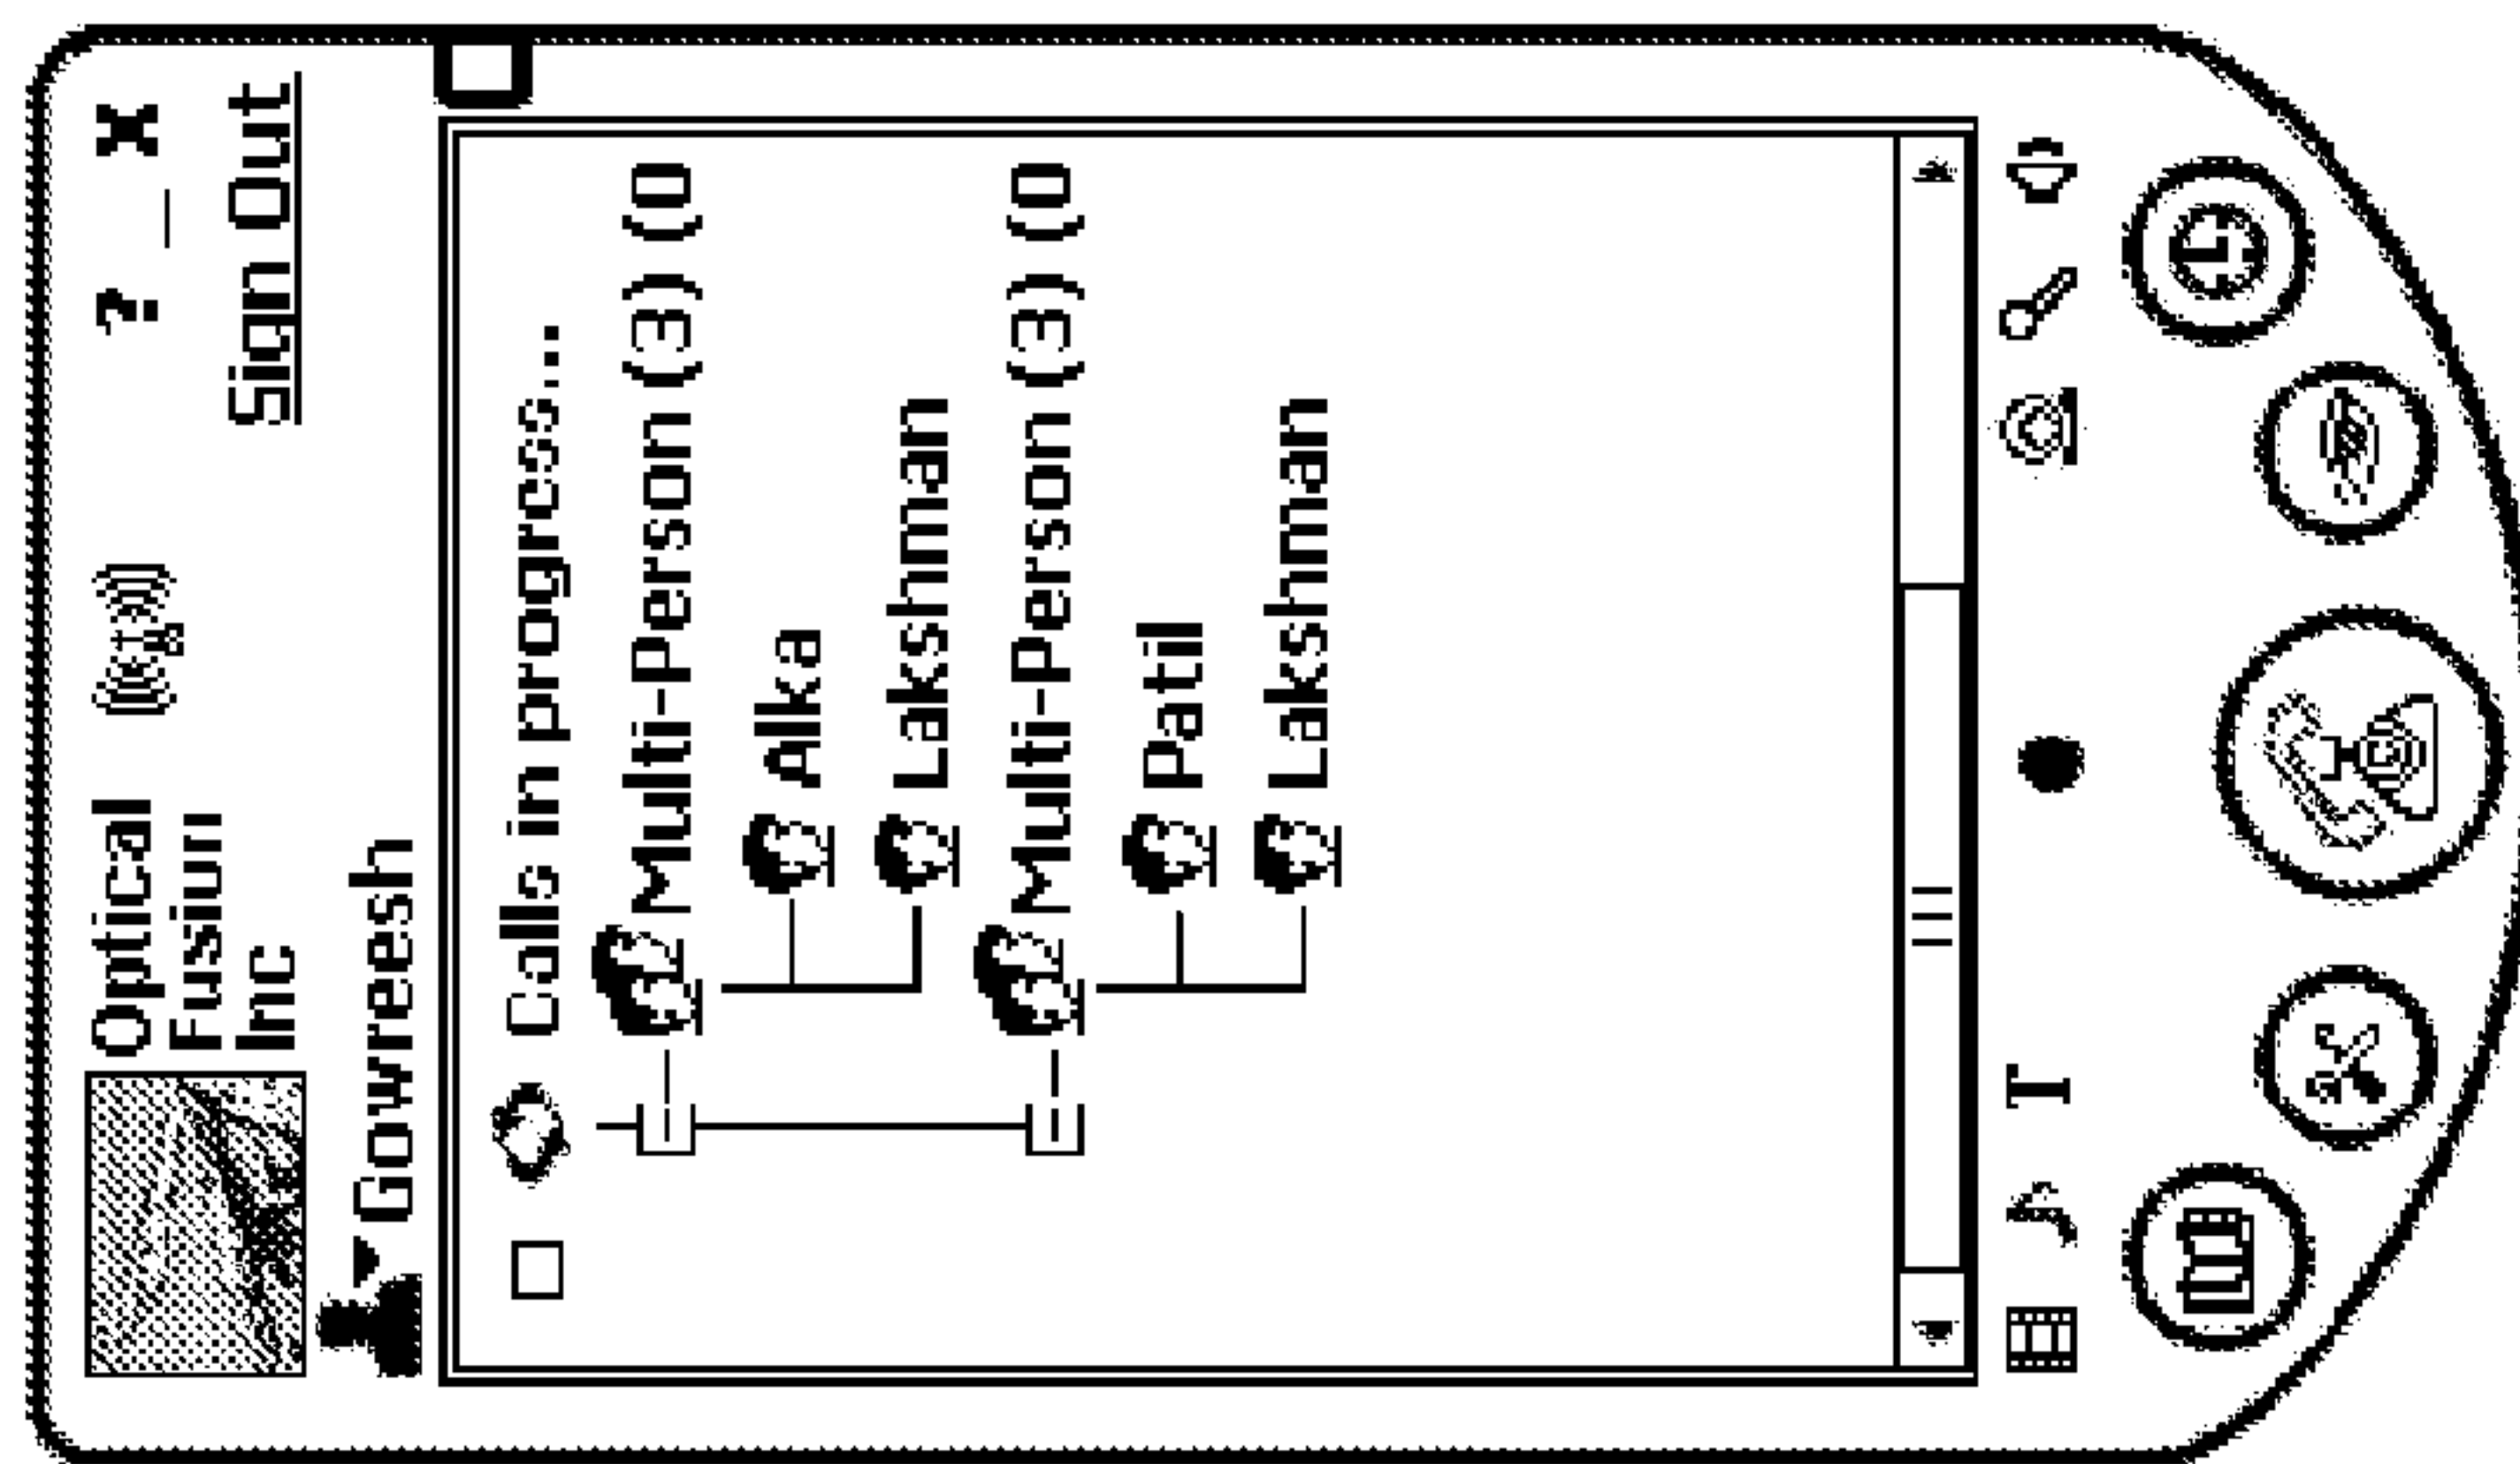 Optical
Fusion
Inc
? _ X
Sign Out
Gowreesh
Calls in progress...
Multi-Person (3) (0
Alka
Lakshman
Multi-Person (3) (0
Patil
Lakshman
T